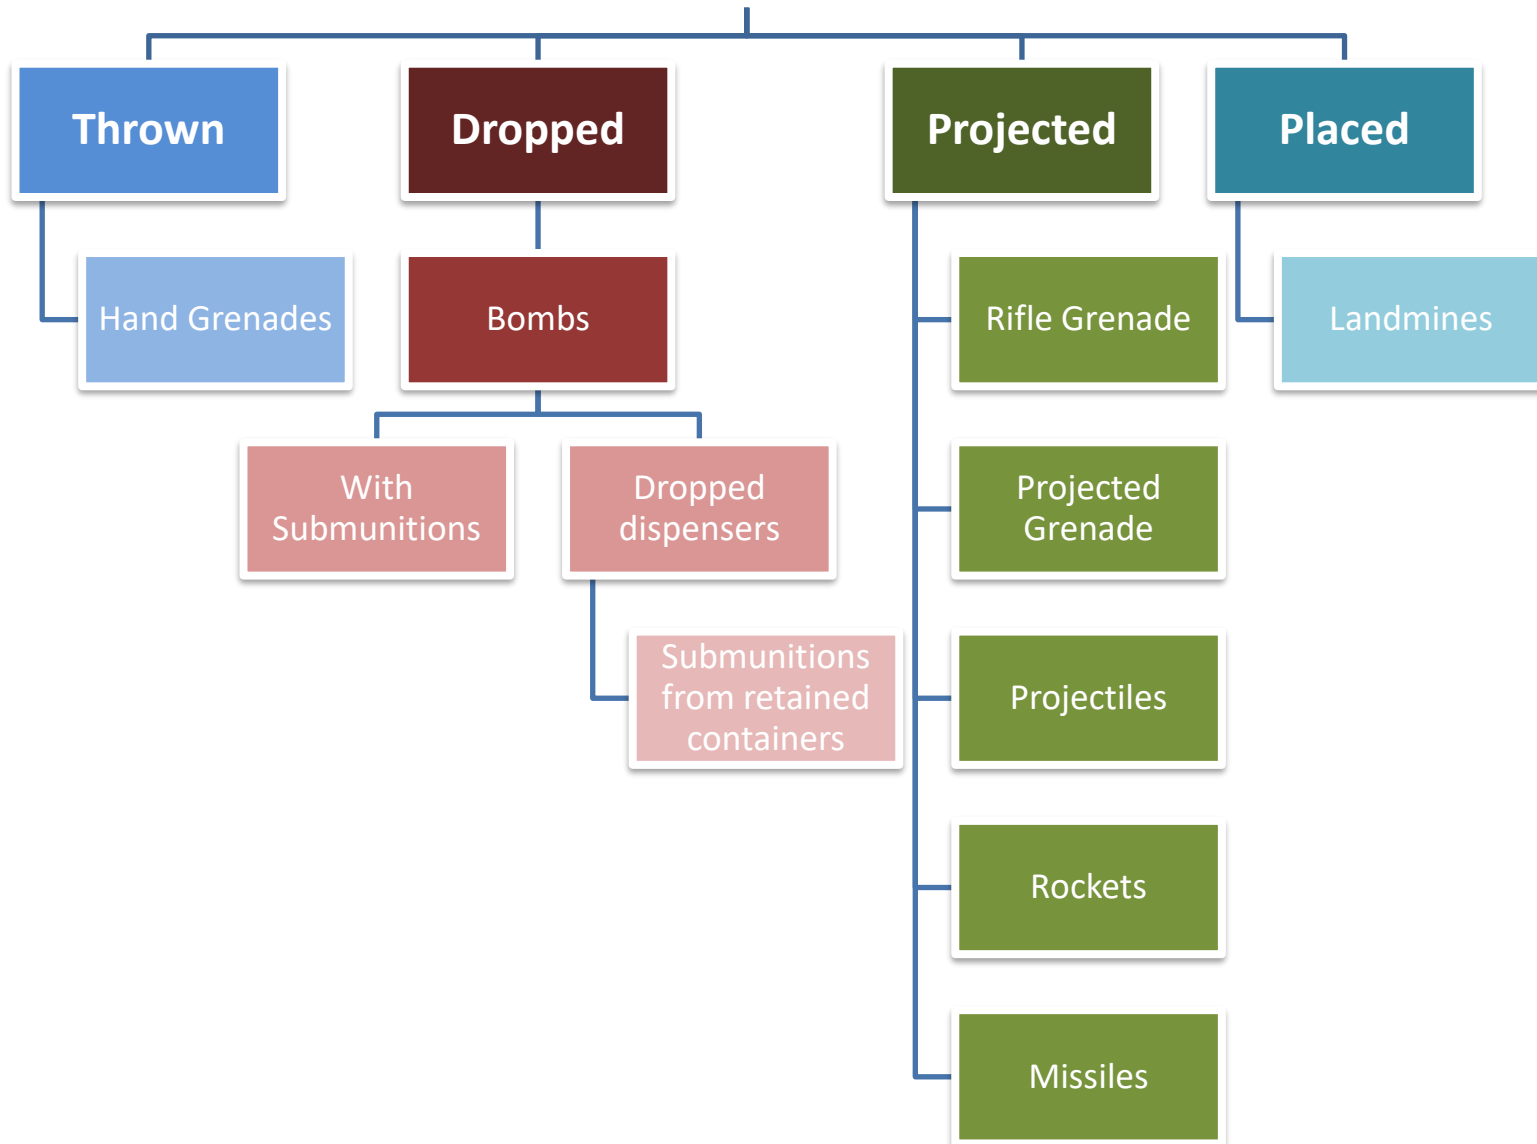 Thrown
Dropped
Projected
Placed
Hand Grenades
Bombs
Rifle Grenade
Landmines
With
Submunitions
Dropped
dispensers
Projected
Grenade
Submunitions
from retained
containers
Projectiles
Rockets
Missiles